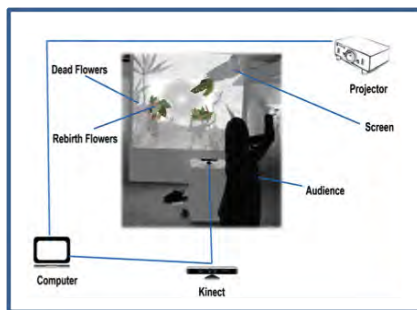 Dead Flowers
Projector
Screen
Rebirth Flowers
Audience
Computer
Kinect